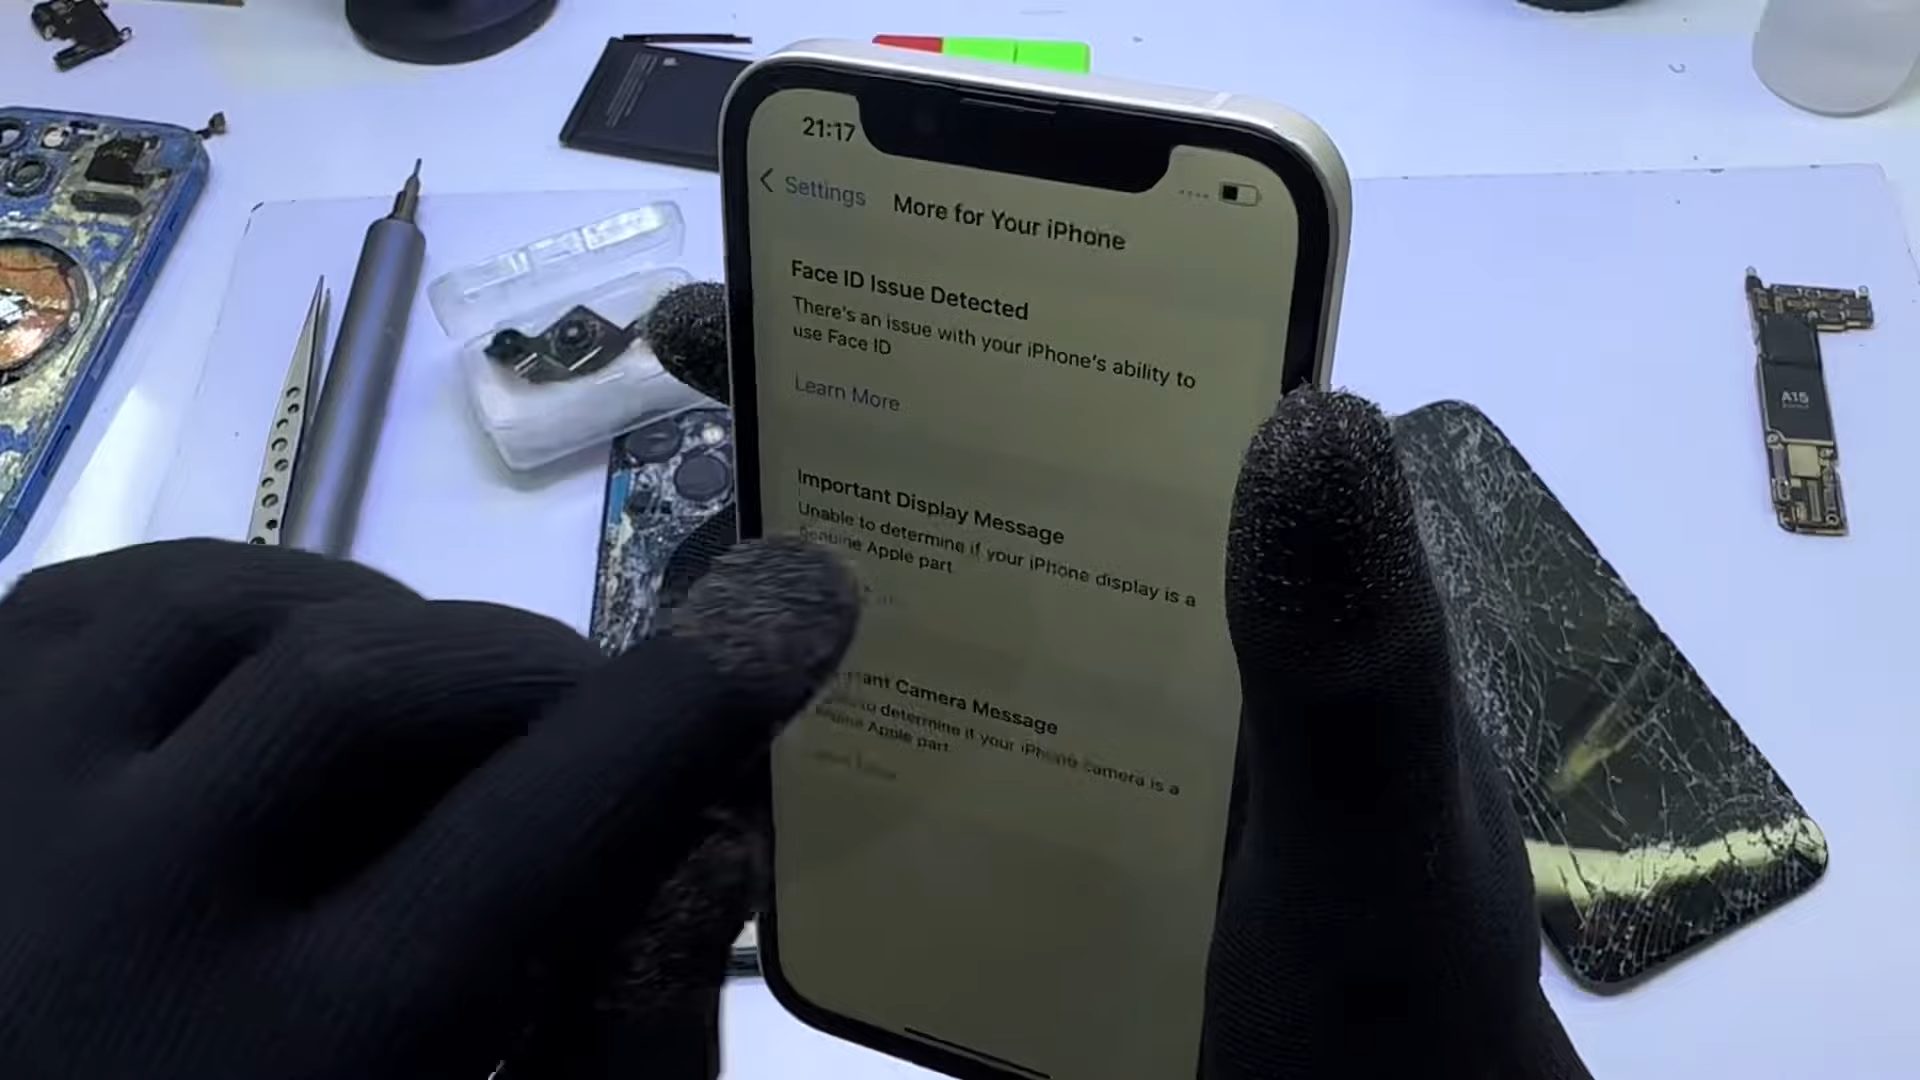 21:17
Settings
More for Your iPhone
Face ID Issue Detected
There's an issue with your iPhone's ability to
use Face ID
Learn More
Important Display Message
Unable to determine if your iPhone display is a
genuine Apple part
Camera Message
to determine if your iPhone camera is a
Apple part
A15